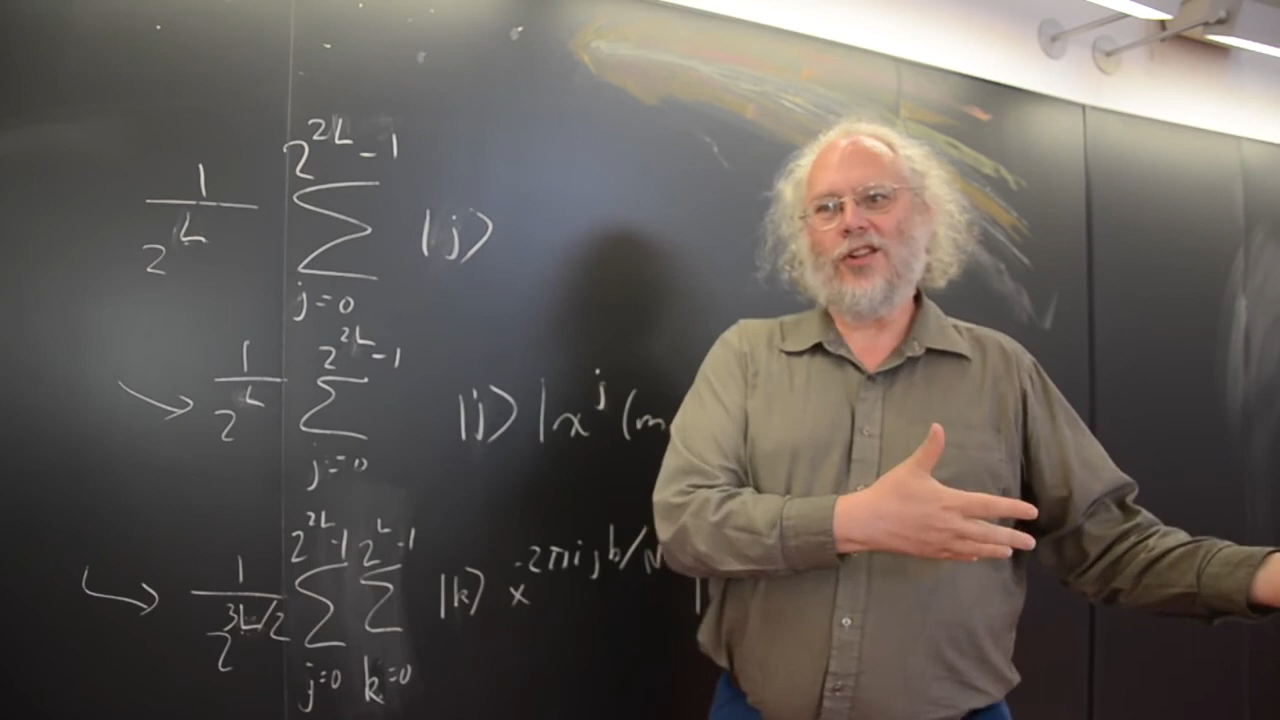 1/2^L ∑_{j=0}^{2^{2L}-1} |j⟩
→ 1/2^L ∑_{j=0}^{2^{2L}-1} |j⟩ |x^j (m
→ 1/2^{3L/2} ∑_{j=0}^{2^{2L}-1} ∑_{k=0}^{2^L-1} |k⟩ x^{-2πijk/N} |